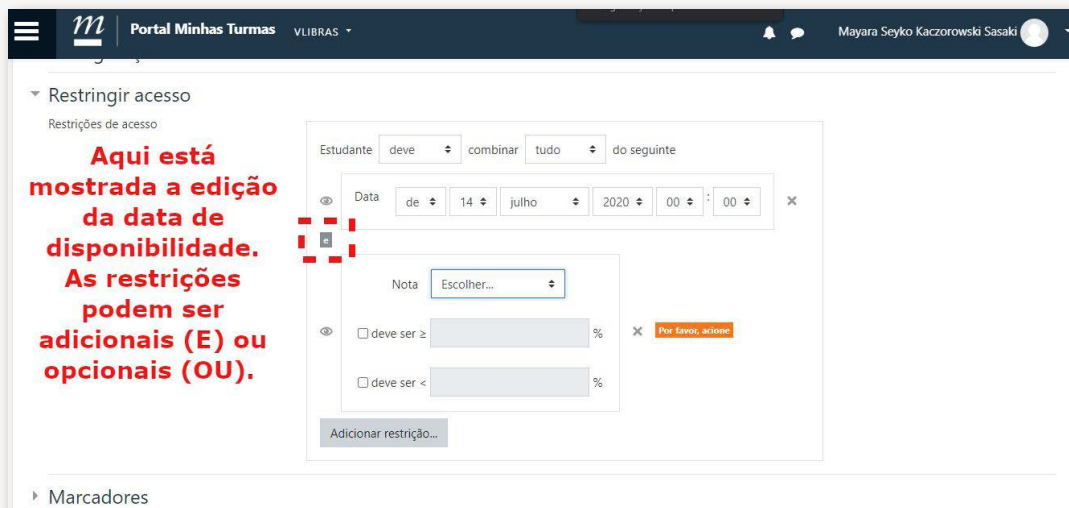 m Portal Minhas Turmas VLIBRAS Mayara Seyko Kaczorowski Sasaki
Restringir acesso
Restrições de acesso
Aqui está
mostrada a edição
da data de
disponibilidade.
As restrições
podem ser
adicionais (E) ou
opcionais (OU).
Estudante deve combinar tudo do seguinte
Data de 14 julho 2020 00 : 00
e
Nota Escolher...
deve ser ≥ %
Por favor, acione
deve ser < %
Adicionar restrição...
Marcadores